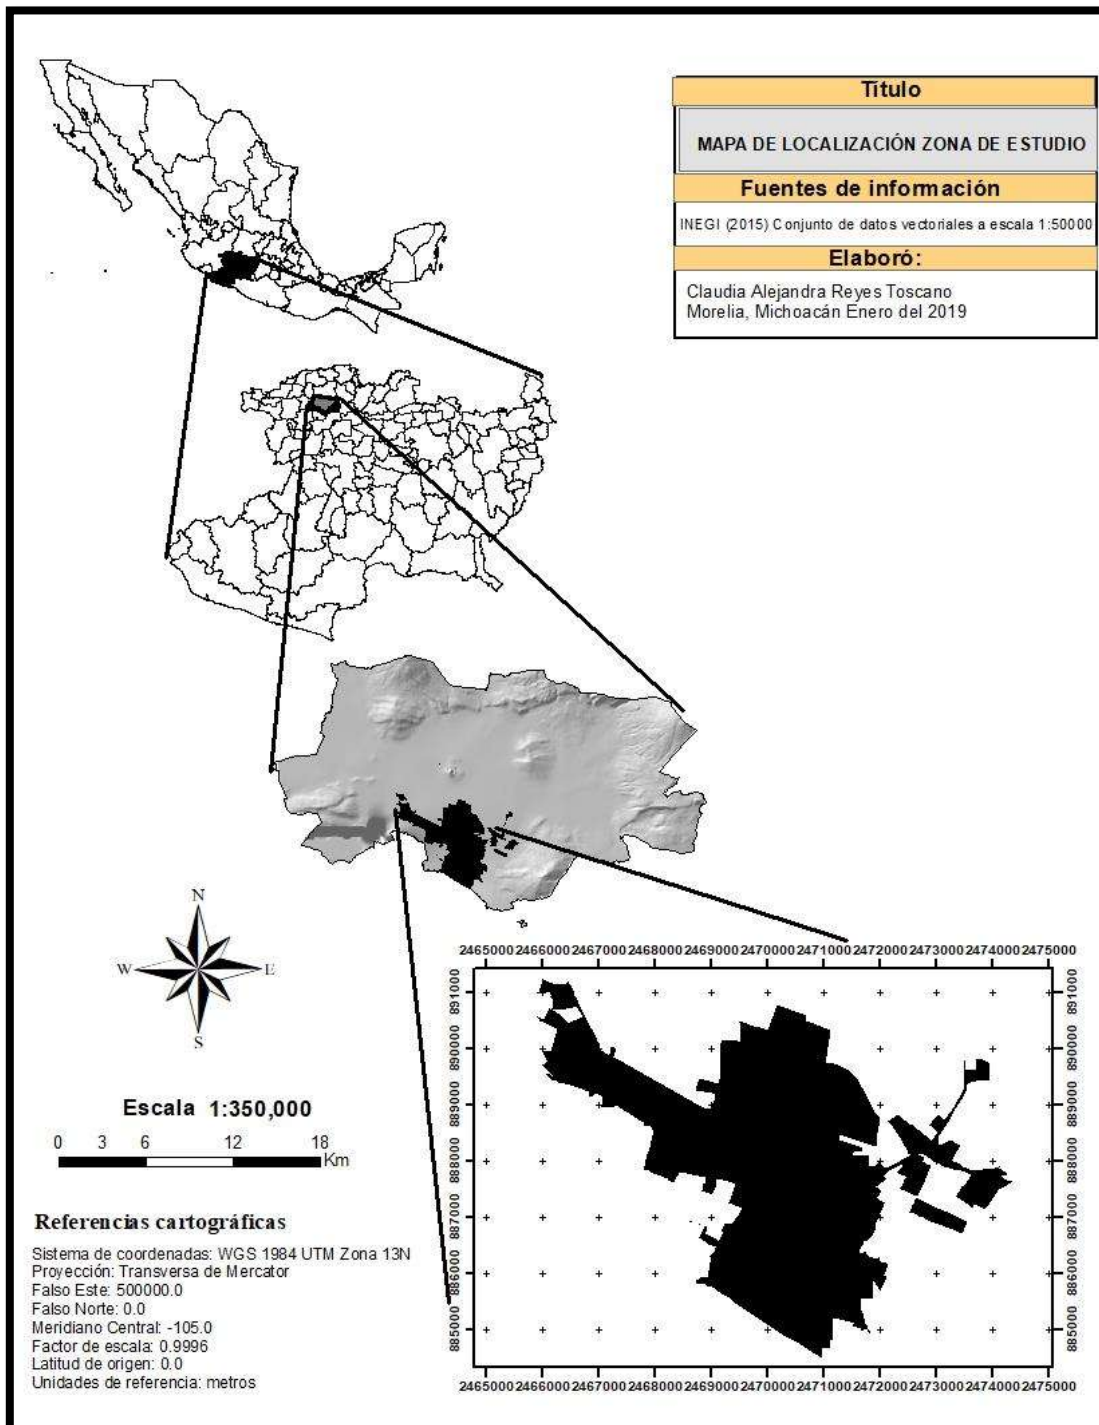 Título
MAPA DE LOCALIZACIÓN ZONA DE ESTUDIO
Fuentes de información
INEGI (2015) Conjunto de datos vectoriales a escala 1:50000
Elaboró:
Claudia Alejandra Reyes Toscano
Morelia, Michoacán Enero del 2019
N
W E
S
Escala 1:350,000
0 3 6 12 18
Km
Referencias cartográficas
Sistema de coordenadas: WGS 1984 UTM Zona 13N
Proyección: Transversa de Mercator
Falso Este: 500000.0
Falso Norte: 0.0
Meridiano Central: -105.0
Factor de escala: 0.9996
Latitud de origen: 0.0
Unidades de referencia: metros
2465000 2466000 2467000 2468000 2469000 2470000 2471000 2472000 2473000 2474000 2475000
891000 891000
890000 890000
889000 889000
888000 888000
887000 887000
886000 886000
885000 885000
2465000 2466000 2467000 2468000 2469000 2470000 2471000 2472000 2473000 2474000 2475000